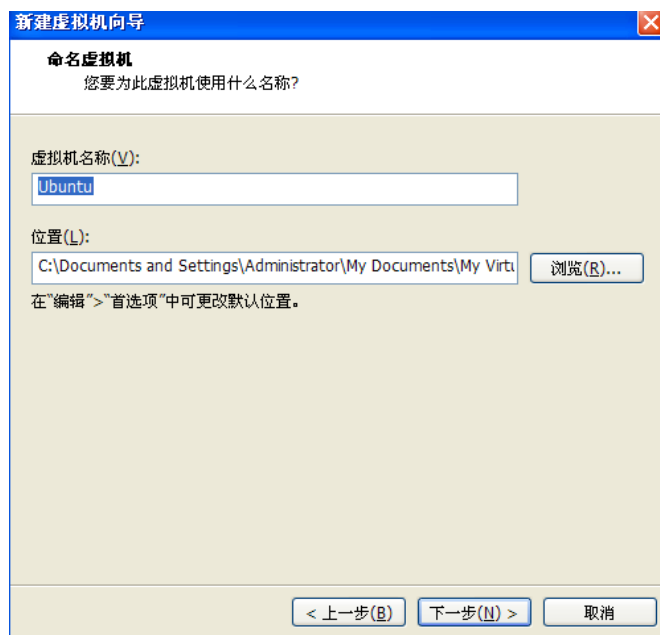 新建虚拟机向导
命名虚拟机
您要为此虚拟机使用什么名称?
虚拟机名称(V):
Ubuntu
位置(L):
C:\Documents and Settings\Administrator\My Documents\My Virtu
浏览(R)...
在"编辑">"首选项"中可更改默认位置。
< 上一步(B) 下一步(N) > 取消